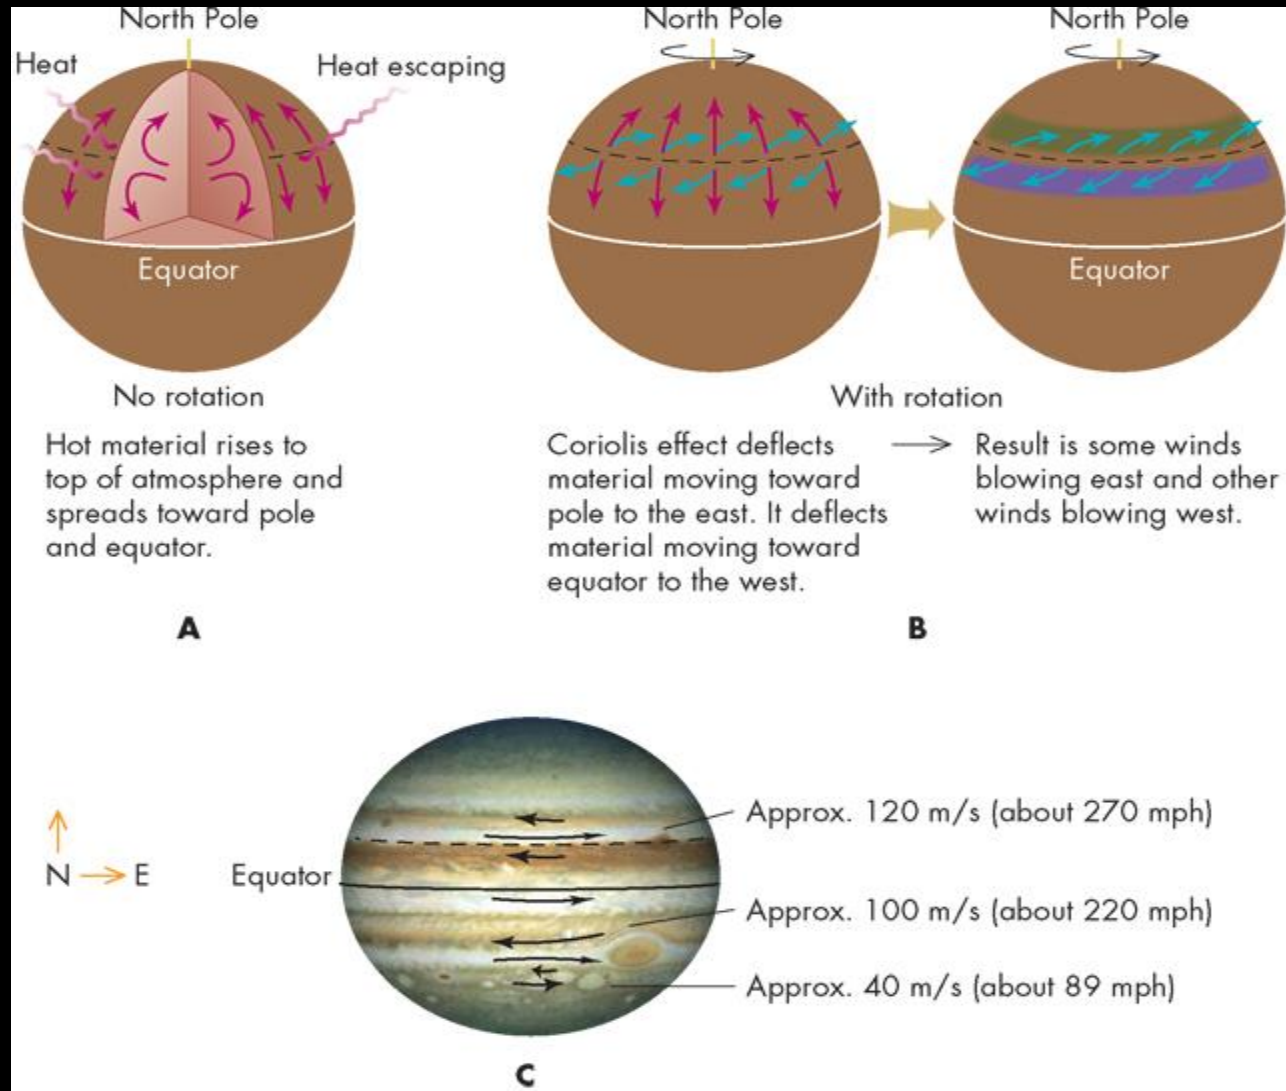 North Pole
North Pole
North Pole
Heat
Heat escaping
Equator
Equator
No rotation
With rotation
Hot material rises to
top of atmosphere and
spreads toward pole
and equator.
Coriolis effect deflects
material moving toward
pole to the east. It deflects
material moving toward
equator to the west.
Result is some winds
blowing east and other
winds blowing west.
A
B
Approx. 120 m/s (about 270 mph)
N
E
Equator
Approx. 100 m/s (about 220 mph)
Approx. 40 m/s (about 89 mph)
C